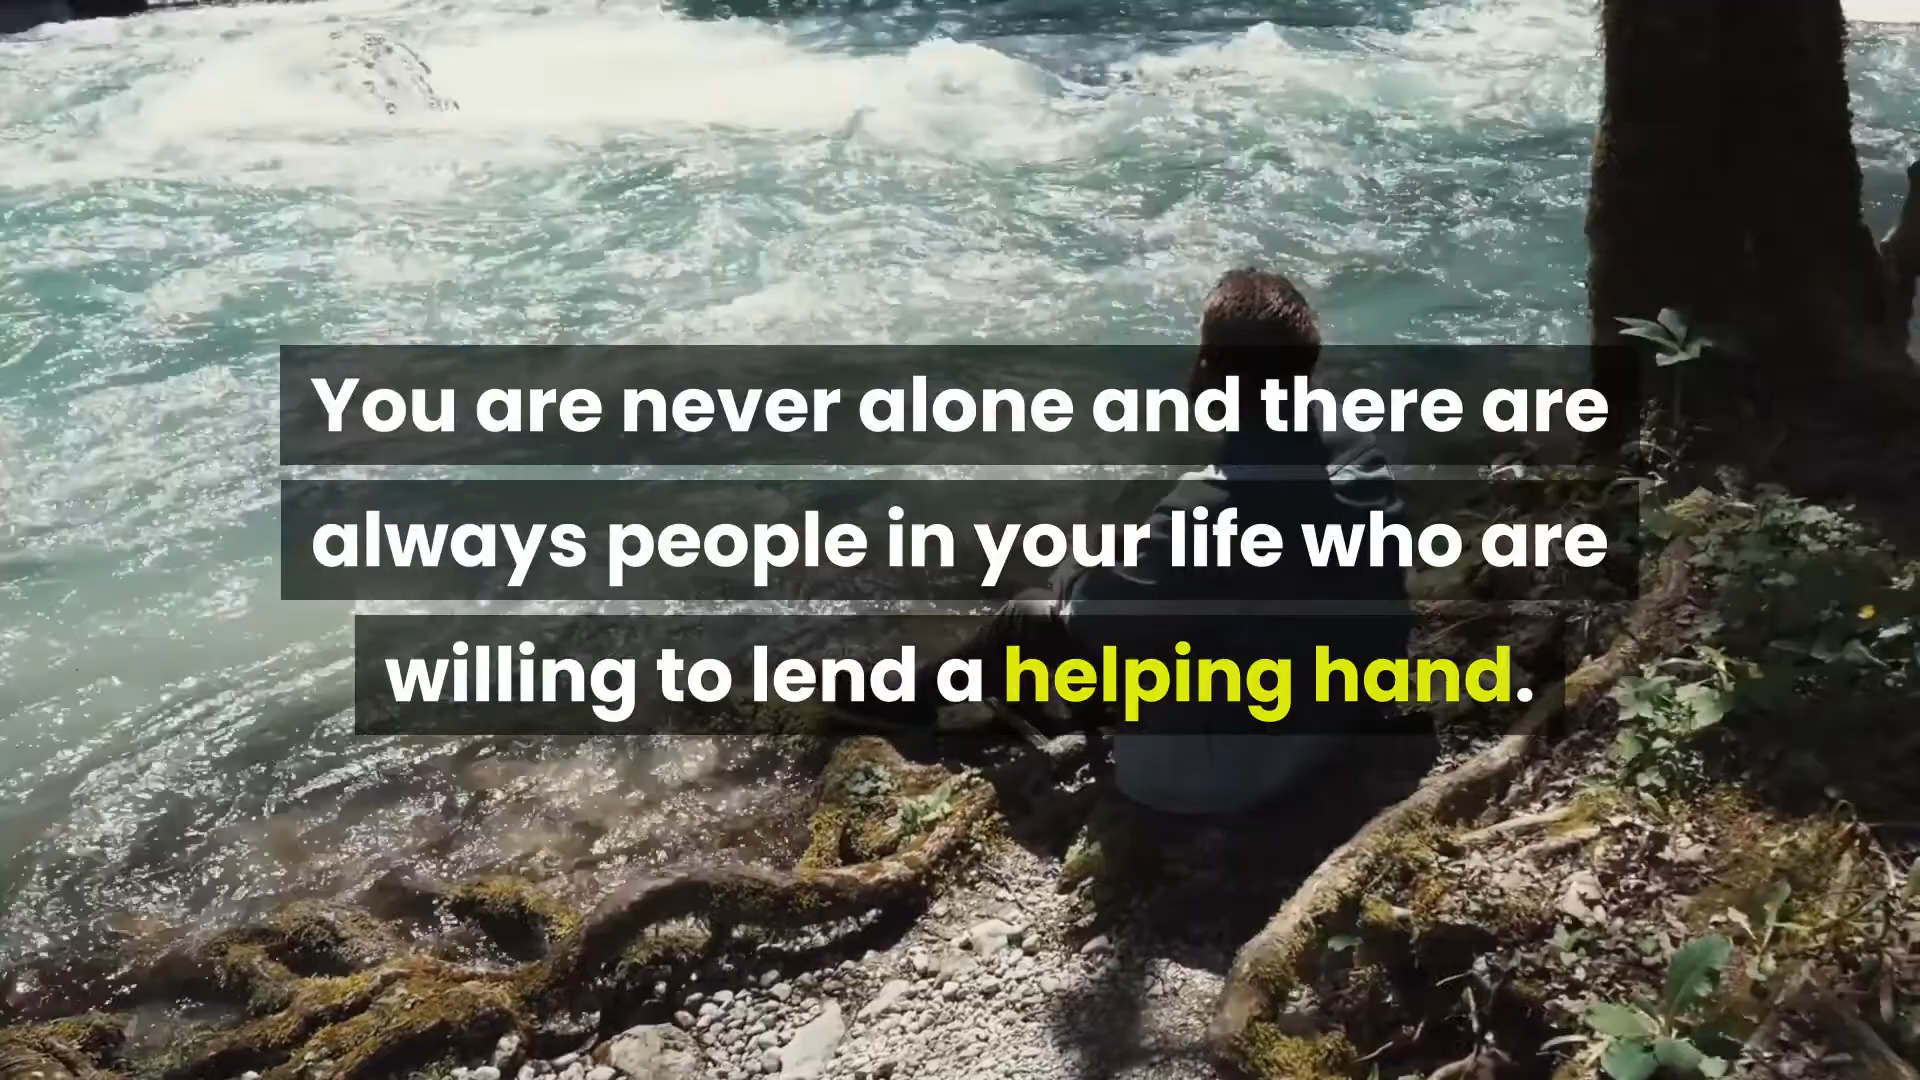 You are never alone and there are
always people in your life who are
willing to lend a helping hand.